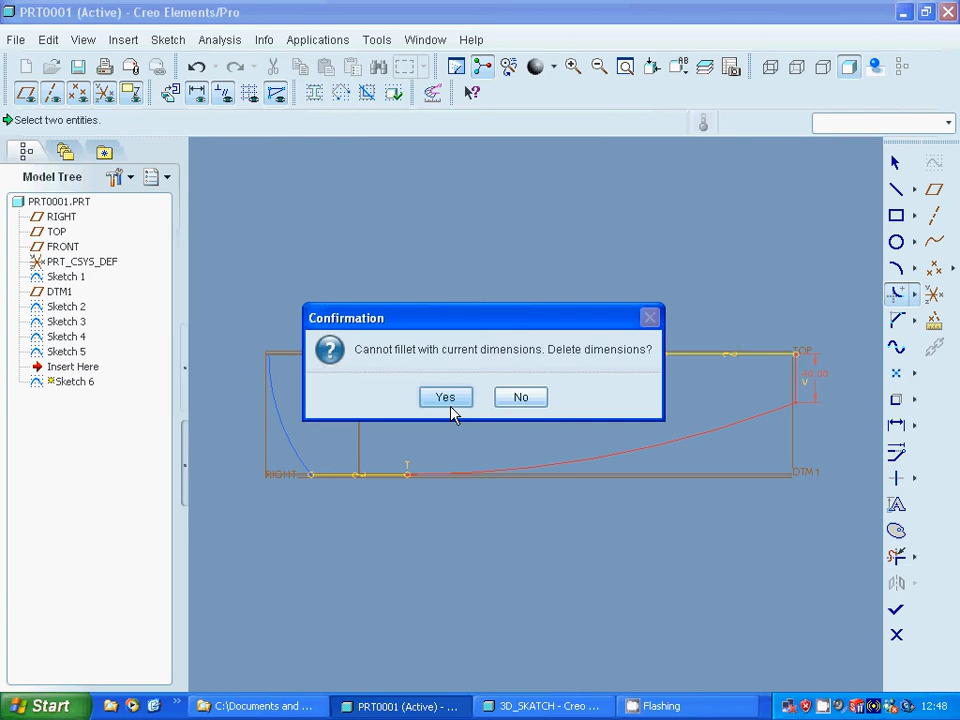 PRT0001 (Active) - Creo Elements/Pro
File Edit View Insert Sketch Analysis Info Applications Tools Window Help
Select two entities.
Model Tree
PRT0001.PRT
RIGHT
TOP
FRONT
PRT_CSYS_DEF
Sketch 1
DTM1
Sketch 2
Sketch 3
Sketch 4
Sketch 5
Insert Here
Sketch 6
Confirmation
Cannot fillet with current dimensions. Delete dimensions?
Yes No
TOP
V
T
RIGHT
DTM1
Start C:\Documents and ... PRT0001 (Active) - ... 3D_SKATCH - Creo ... Flashing 12:48